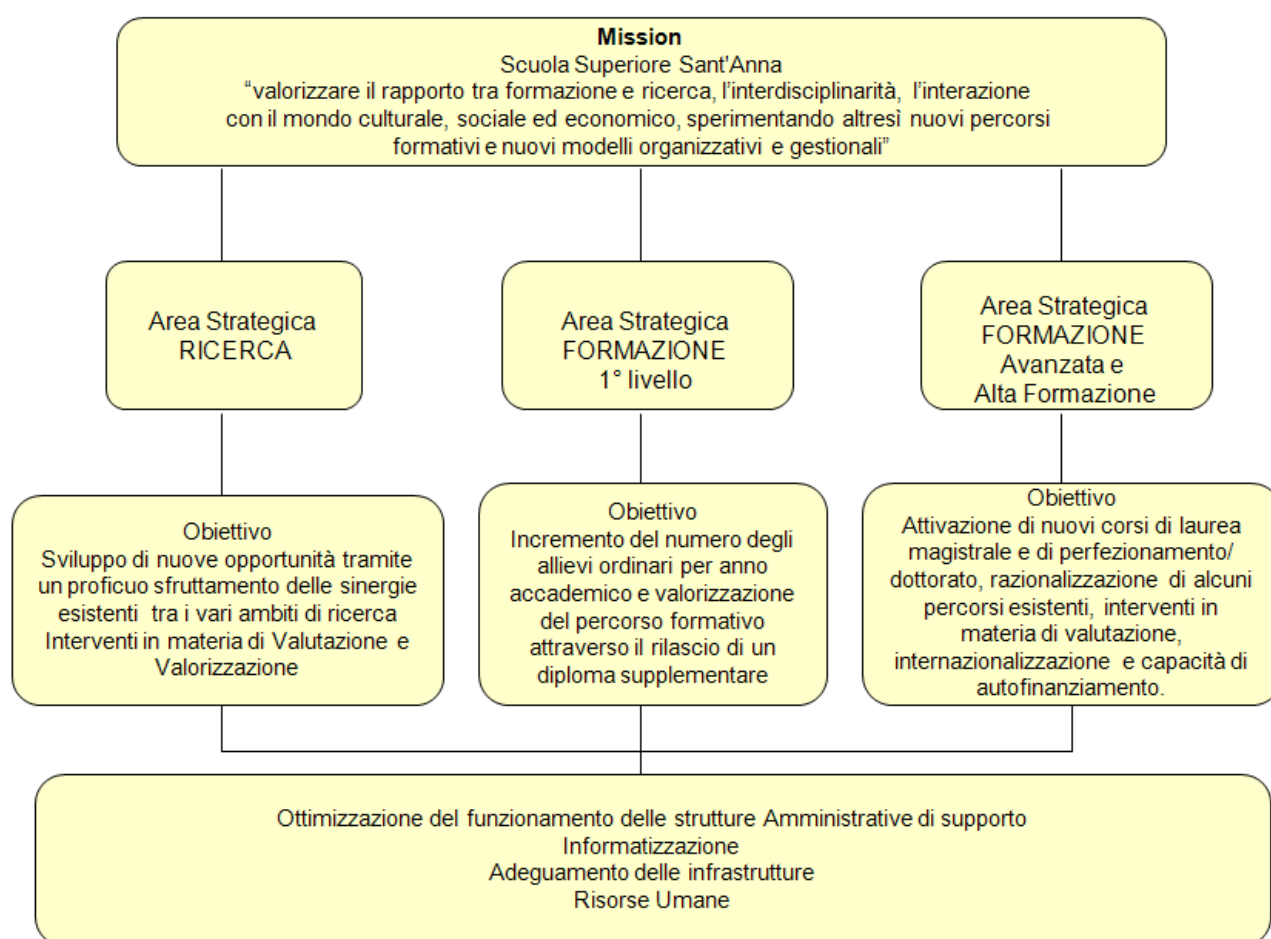 Mission
Scuola Superiore Sant'Anna
“valorizzare il rapporto tra formazione e ricerca, l’interdisciplinarità, l’interazione
con il mondo culturale, sociale ed economico, sperimentando altresì nuovi percorsi
formativi e nuovi modelli organizzativi e gestionali”
Area Strategica
RICERCA
Area Strategica
FORMAZIONE
1° livello
Area Strategica
FORMAZIONE
Avanzata e
Alta Formazione
Obiettivo
Sviluppo di nuove opportunità tramite
un proficuo sfruttamento delle sinergie
esistenti tra i vari ambiti di ricerca
Interventi in materia di Valutazione e
Valorizzazione
Obiettivo
Incremento del numero degli
allievi ordinari per anno
accademico e valorizzazione
del percorso formativo
attraverso il rilascio di un
diploma supplementare
Obiettivo
Attivazione di nuovi corsi di laurea
magistrale e di perfezionamento/
dottorato, razionalizzazione di alcuni
percorsi esistenti, interventi in
materia di valutazione,
internazionalizzazione e capacità di
autofinanziamento.
Ottimizzazione del funzionamento delle strutture Amministrative di supporto
Informatizzazione
Adeguamento delle infrastrutture
Risorse Umane